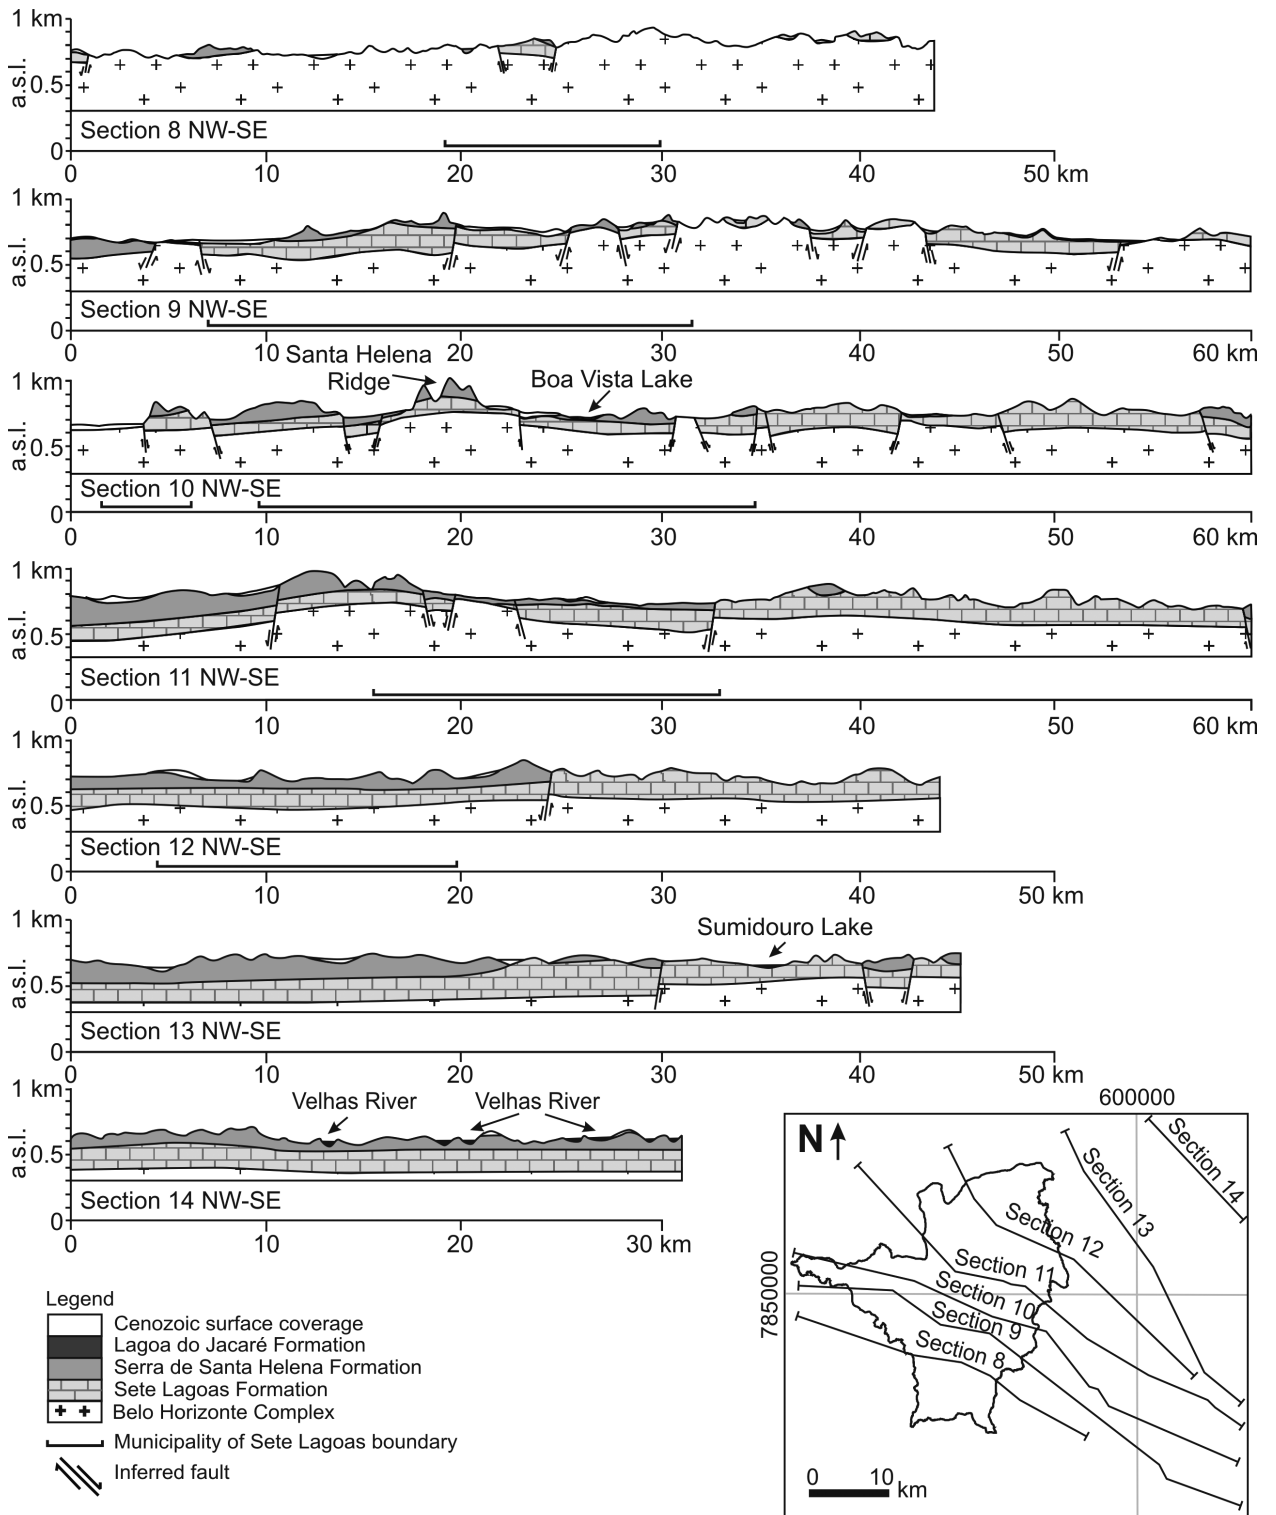 1 km
a.s.l.
0.5
Section 8 NW-SE
0
0 10 20 30 40 50 km
1 km
a.s.l.
0.5
Section 9 NW-SE
0
0 10 20 30 40 50 60 km
Santa Helena
Ridge
Boa Vista Lake
1 km
a.s.l.
0.5
Section 10 NW-SE
0
0 10 20 30 40 50 60 km
1 km
a.s.l.
0.5
Section 11 NW-SE
0
0 10 20 30 40 50 60 km
1 km
a.s.l.
0.5
Section 12 NW-SE
0
0 10 20 30 40 50 km
1 km
Sumidouro Lake
a.s.l.
0.5
Section 13 NW-SE
0
0 10 20 30 40 50 km
1 km
Velhas River
Velhas River
a.s.l.
0.5
Section 14 NW-SE
0
0 10 20 30 km
600000
N
Section 14
Section 13
Section 12
Section 11
Section 10
Section 9
Section 8
7850000
0 10 km
Legend
Cenozoic surface coverage
Lagoa do Jacaré Formation
Serra de Santa Helena Formation
Sete Lagoas Formation
Belo Horizonte Complex
Municipality of Sete Lagoas boundary
Inferred fault